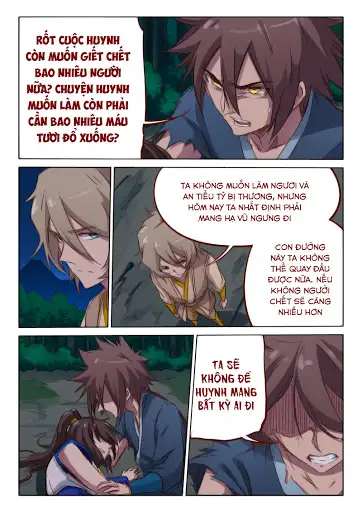 RỐT CUỘC HUYNH
CÒN MUỐN GIẾT CHẾT
BAO NHIÊU NGƯỜI
NỮA? CHUYỆN HUYNH
MUỐN LÀM CÒN PHẢI
CẦN BAO NHIÊU MÁU
TƯƠI ĐỔ XUỐNG?
TA KHÔNG MUỐN LÀM NGƯƠI VÀ
AN TIỂU TỶ BỊ THƯƠNG, NHƯNG
HÔM NAY TA NHẤT ĐỊNH PHẢI
MANG HẠ VŨ NGƯNG ĐI
CON ĐƯỜNG
NÀY TA KHÔNG
THỂ QUAY ĐẦU
ĐƯỢC NỮA. NẾU
KHÔNG NGƯỜI
CHẾT SẼ CÀNG
NHIỀU HƠN
TA SẼ
KHÔNG ĐỂ
HUYNH MANG
BẤT KỲ AI ĐI